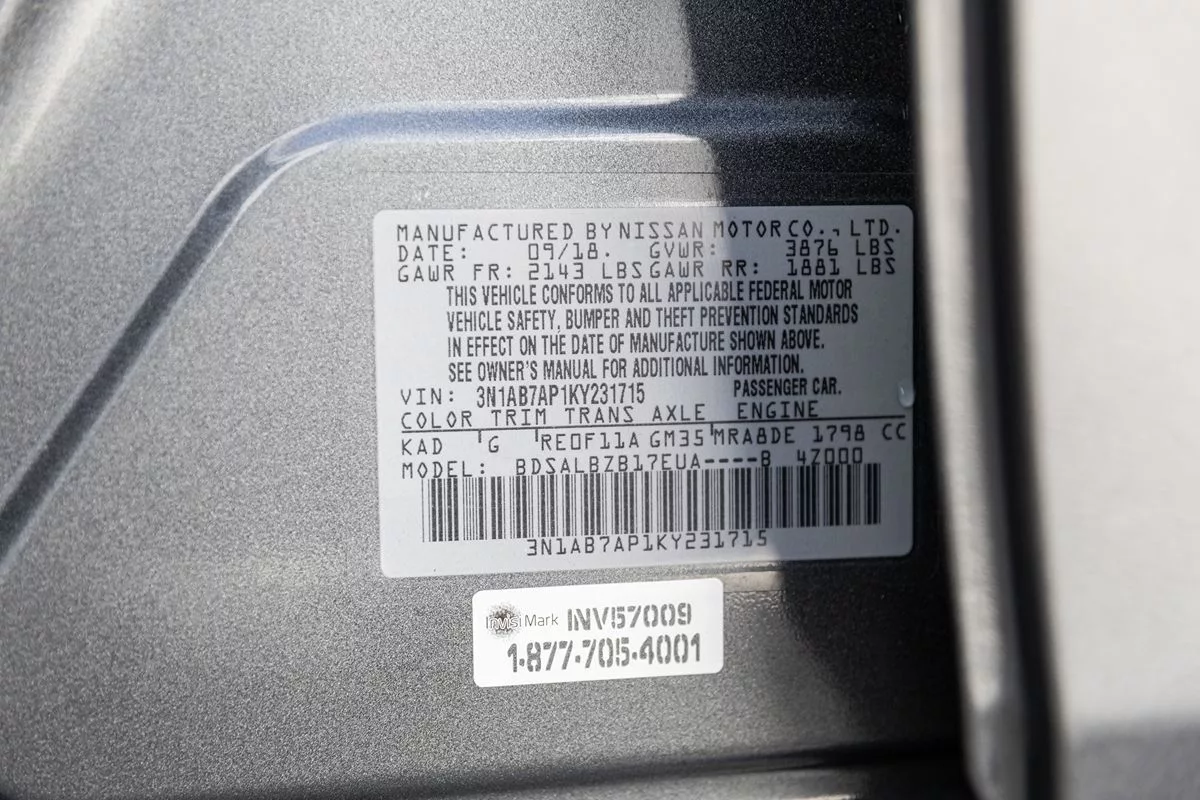 MANUFACTURED BY NISSAN MOTOR CO., LTD.
DATE: 09/18. GVWR: 3876 LBS
GAWR FR: 2143 LBS GAWR RR: 1881 LBS
THIS VEHICLE CONFORMS TO ALL APPLICABLE FEDERAL MOTOR
VEHICLE SAFETY, BUMPER AND THEFT PREVENTION STANDARDS
IN EFFECT ON THE DATE OF MANUFACTURE SHOWN ABOVE.
SEE OWNER'S MANUAL FOR ADDITIONAL INFORMATION.
VIN: 3N1AB7AP1KY231715 PASSENGER CAR.
COLOR TRIM TRANS AXLE ENGINE
KAD G RE0F11A GM35 MRA8DE 1798 CC
MODEL: BDSALBZB17EUA----B 4Z000
3N1AB7AP1KY231715
InvisiMark INV57009
1-877-705-4001